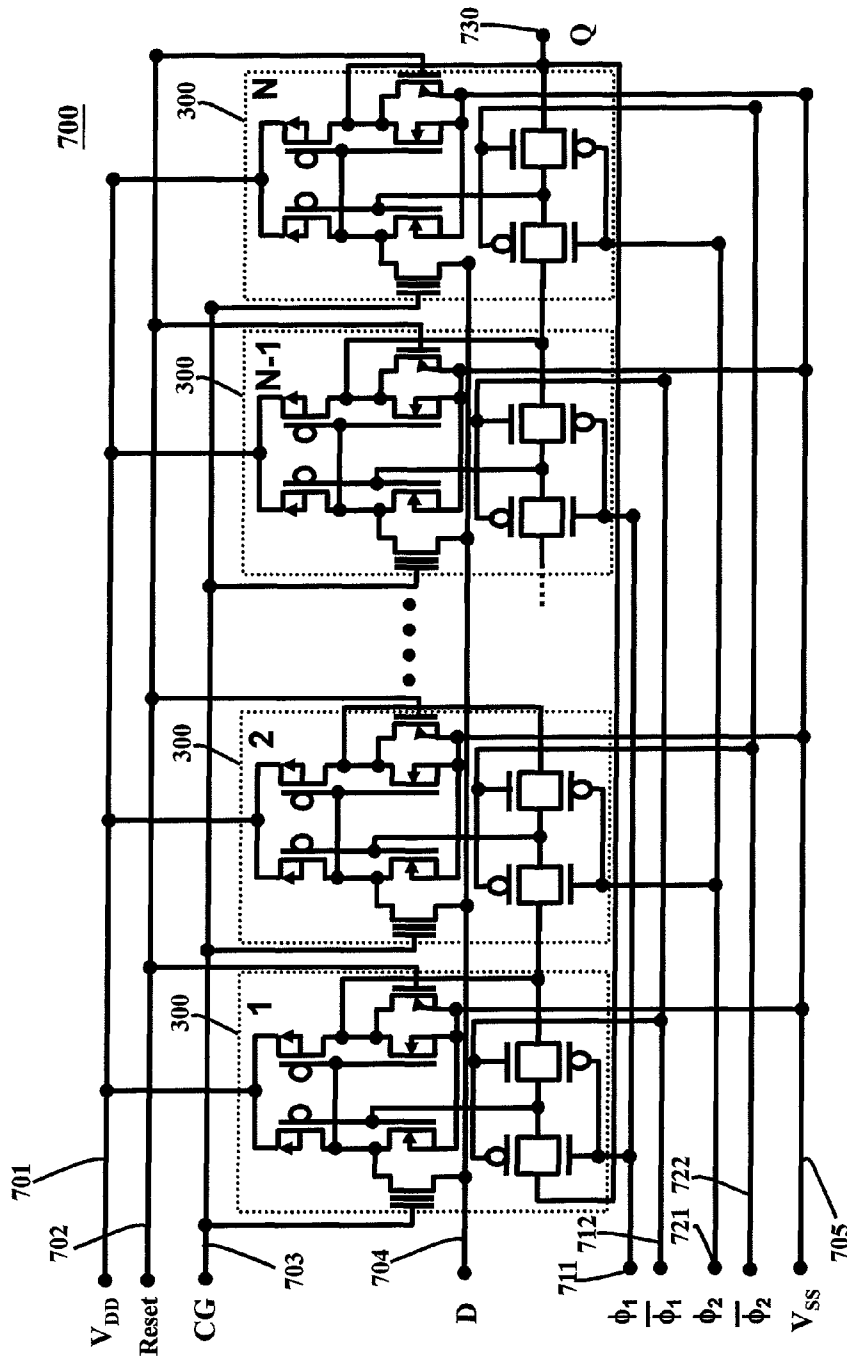 700
300
300
300
300
1
2
N-1
N
701
702
703
704
V_DD
Reset
CG
D
ϕ₁
ϕ̅₁
ϕ₂
ϕ̅₂
V_SS
711
712
721
722
705
730
Q